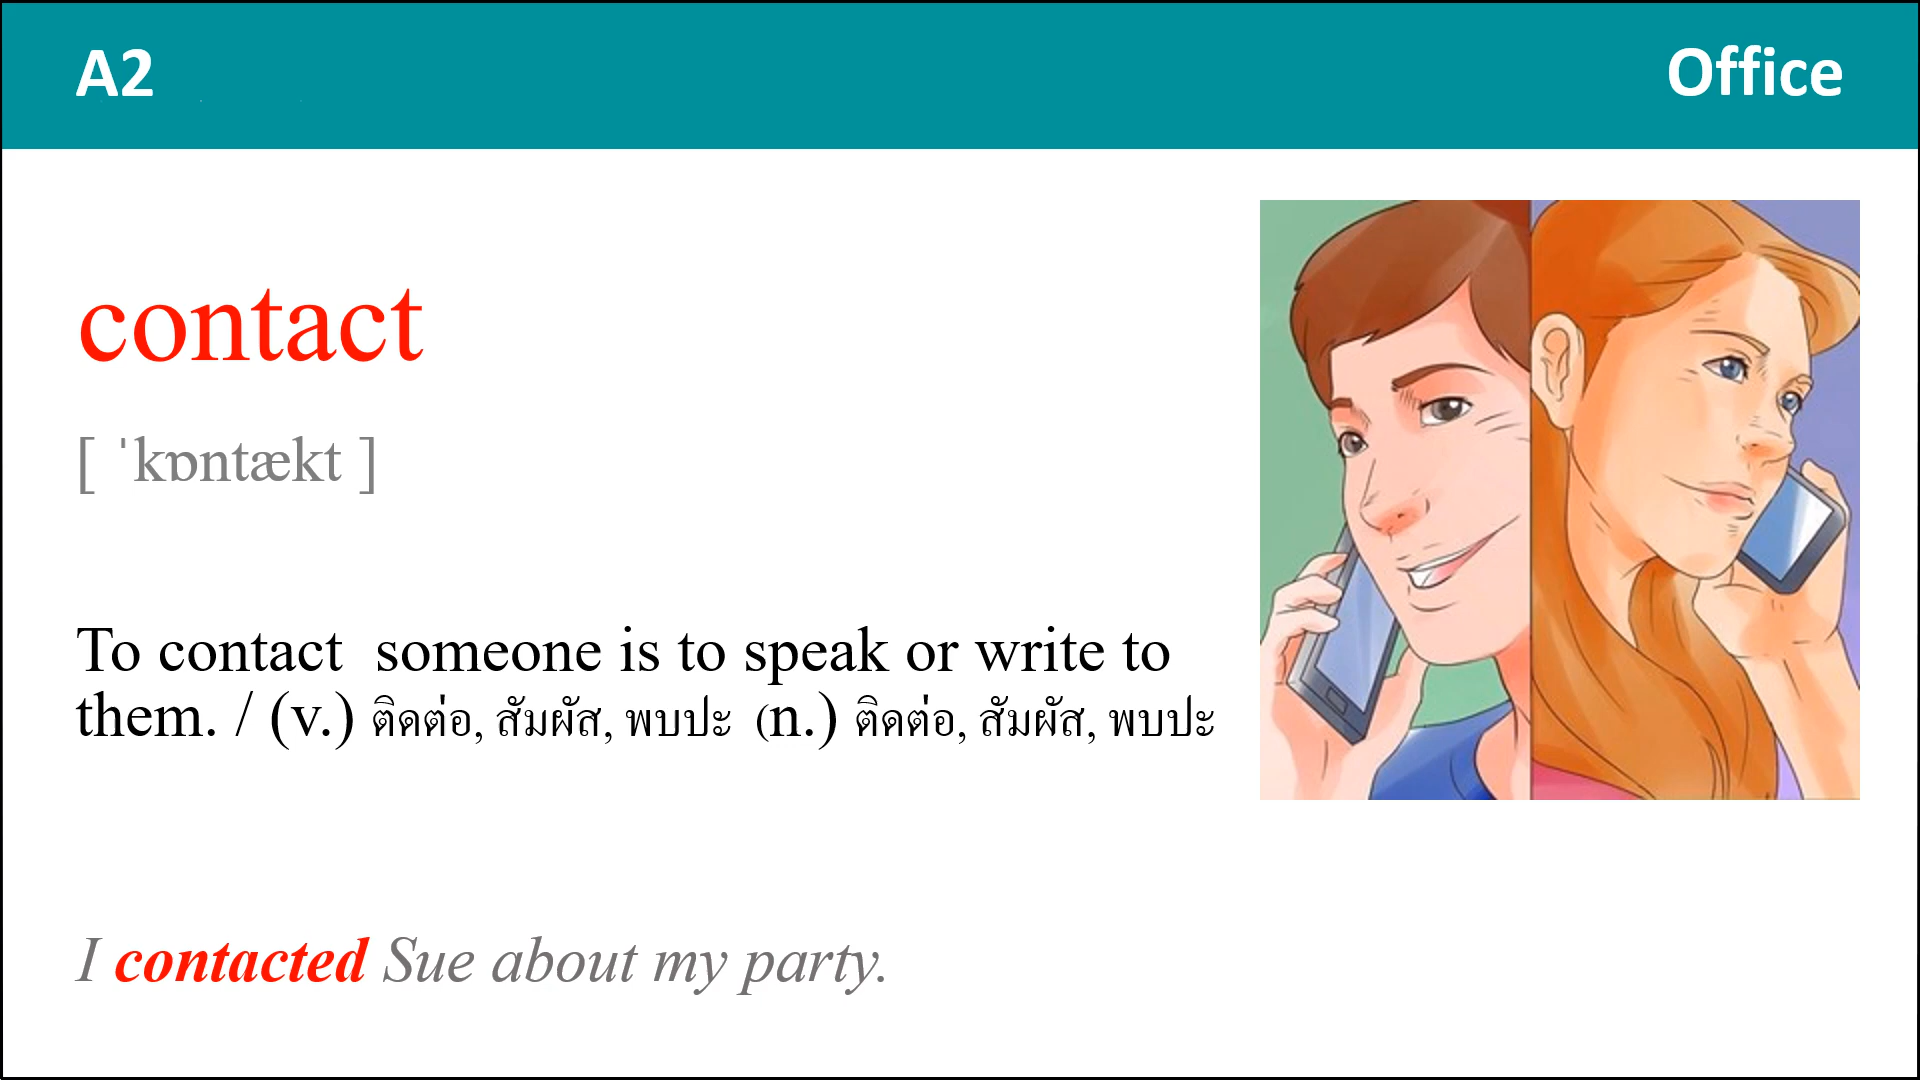 A2 Office
contact
[ ˈkɒntækt ]
To contact someone is to speak or write to
them. / (v.) ติดต่อ, สัมผัส, พบปะ (n.) ติดต่อ, สัมผัส, พบปะ
I contacted Sue about my party.